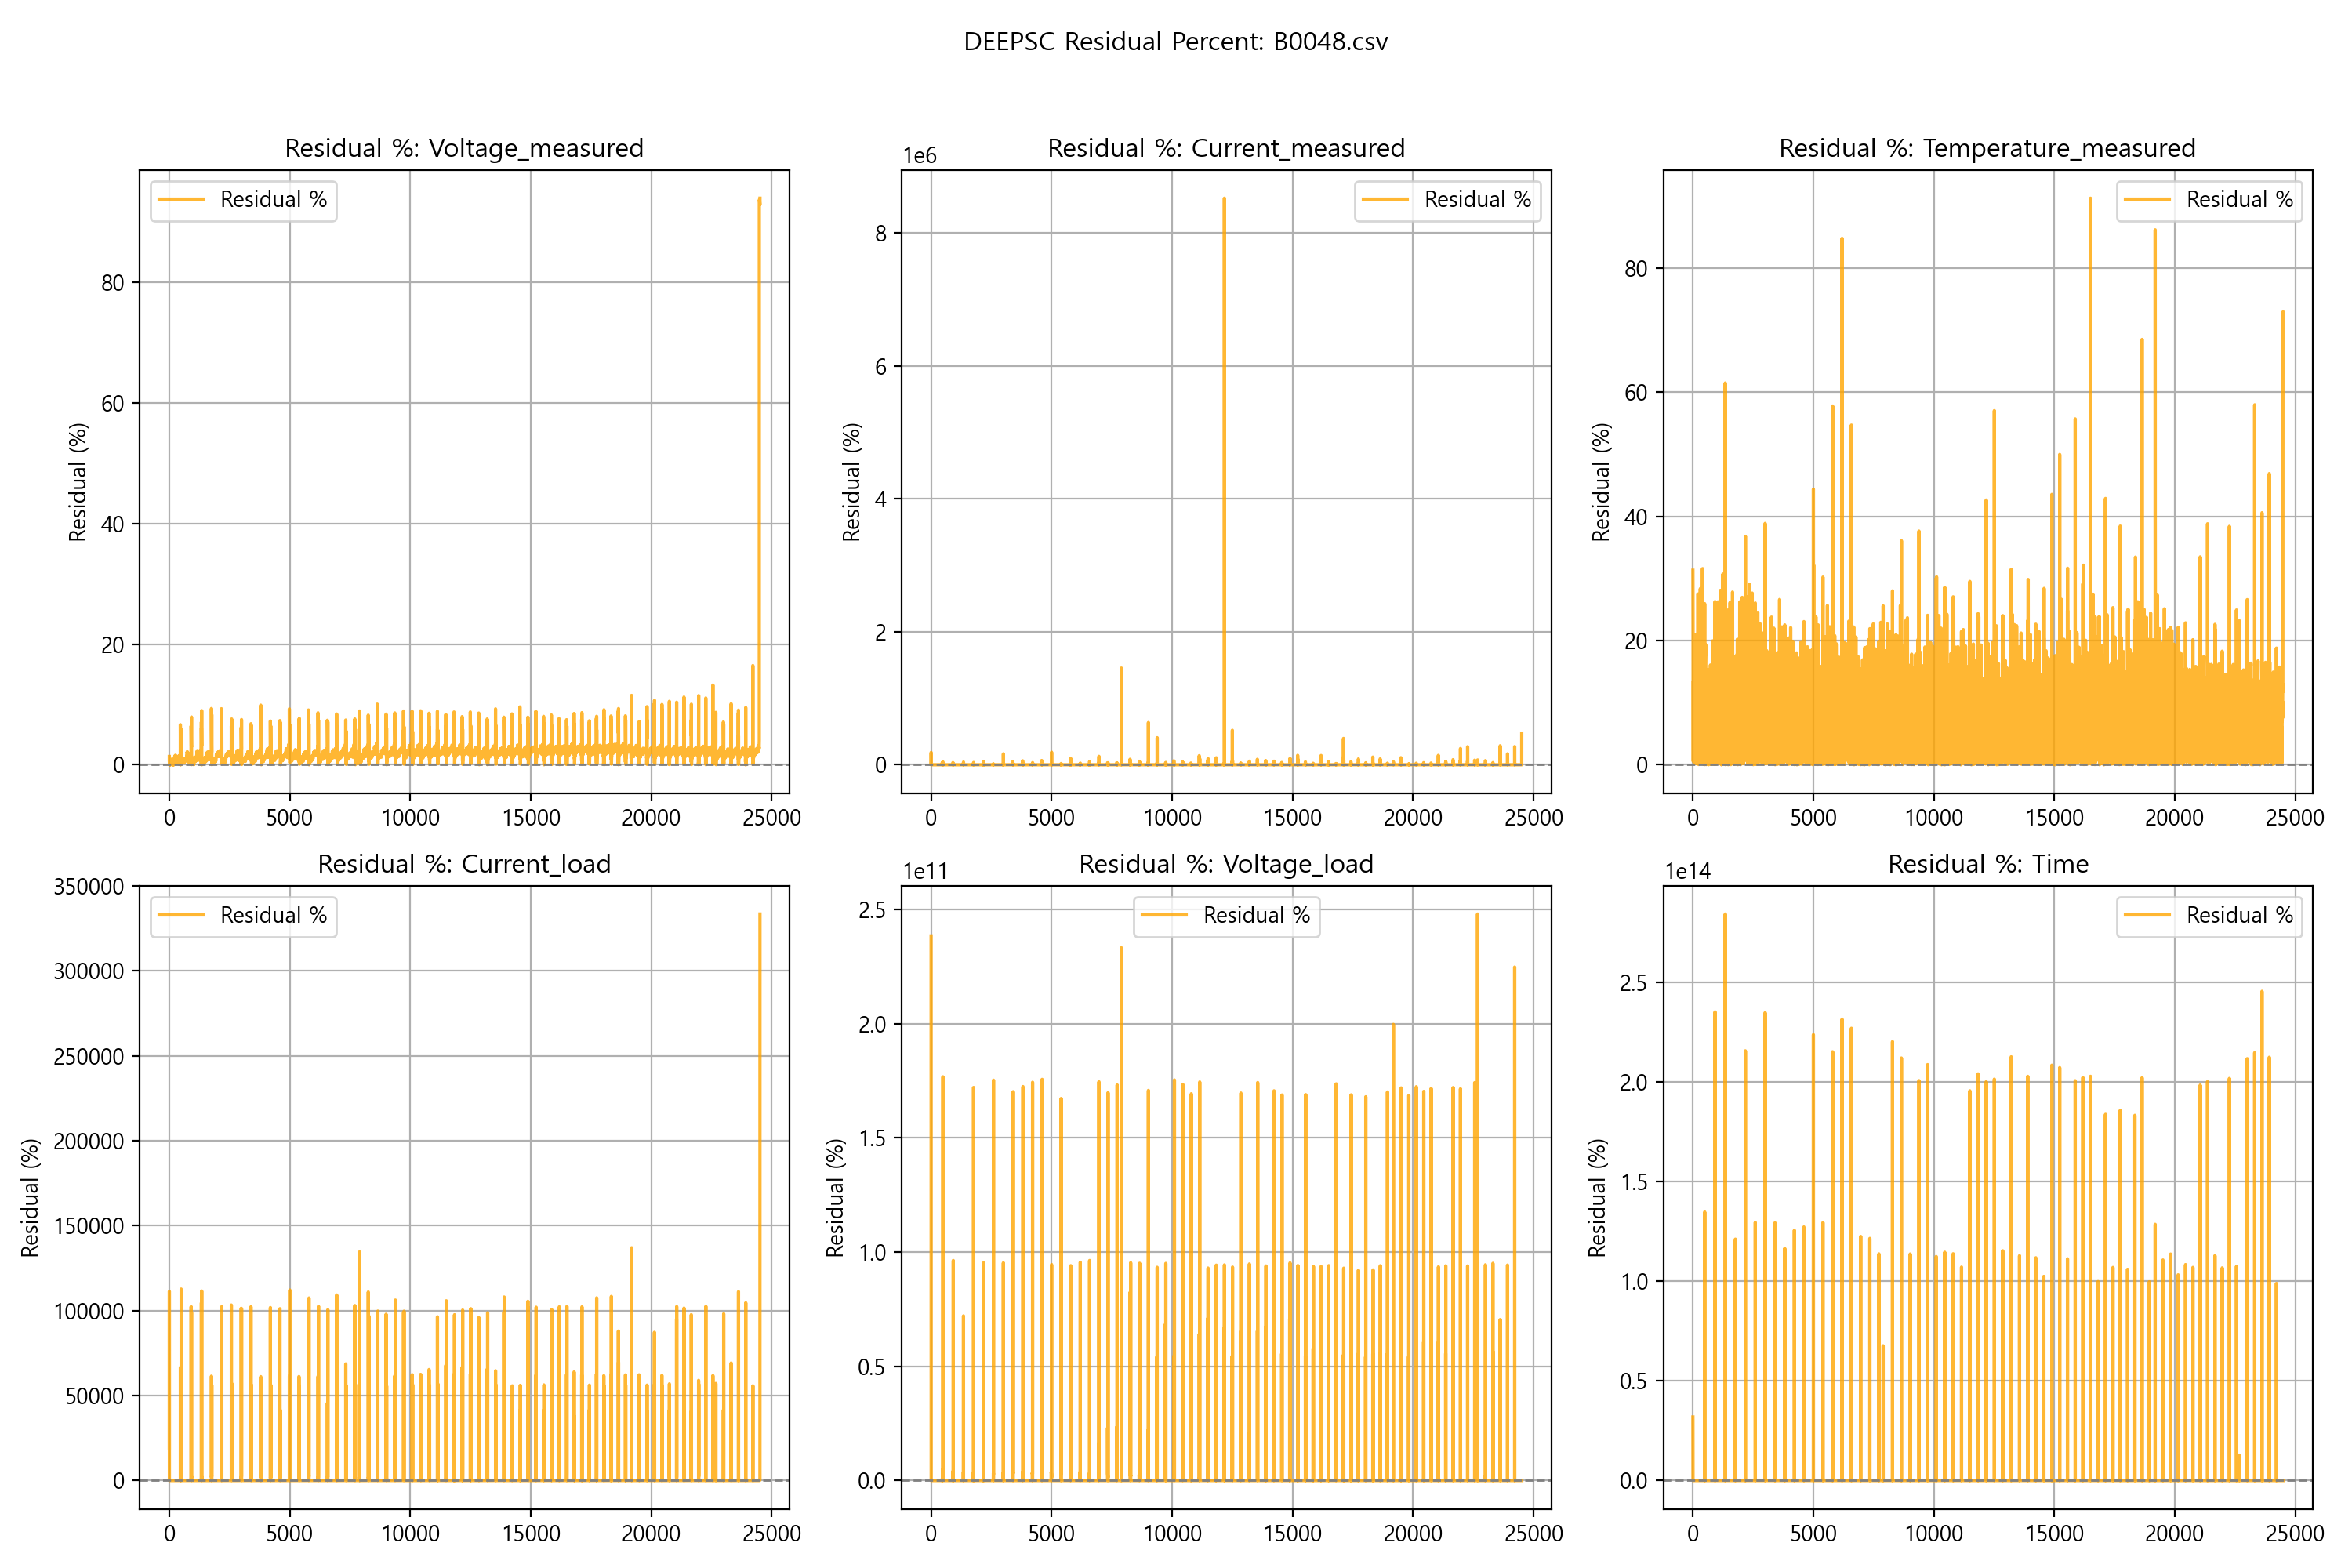 DEEPSC Residual Percent: B0048.csv
Residual %: Voltage_measured
Residual %
Residual (%)
80
60
40
20
0
0 5000 10000 15000 20000 25000
Residual %: Current_measured
1e6
Residual %
Residual (%)
8
6
4
2
0
0 5000 10000 15000 20000 25000
Residual %: Temperature_measured
Residual %
Residual (%)
80
60
40
20
0
0 5000 10000 15000 20000 25000
Residual %: Current_load
Residual %
Residual (%)
350000
300000
250000
200000
150000
100000
50000
0
0 5000 10000 15000 20000 25000
Residual %: Voltage_load
1e11
Residual %
Residual (%)
2.5
2.0
1.5
1.0
0.5
0.0
0 5000 10000 15000 20000 25000
Residual %: Time
1e14
Residual %
Residual (%)
2.5
2.0
1.5
1.0
0.5
0.0
0 5000 10000 15000 20000 25000